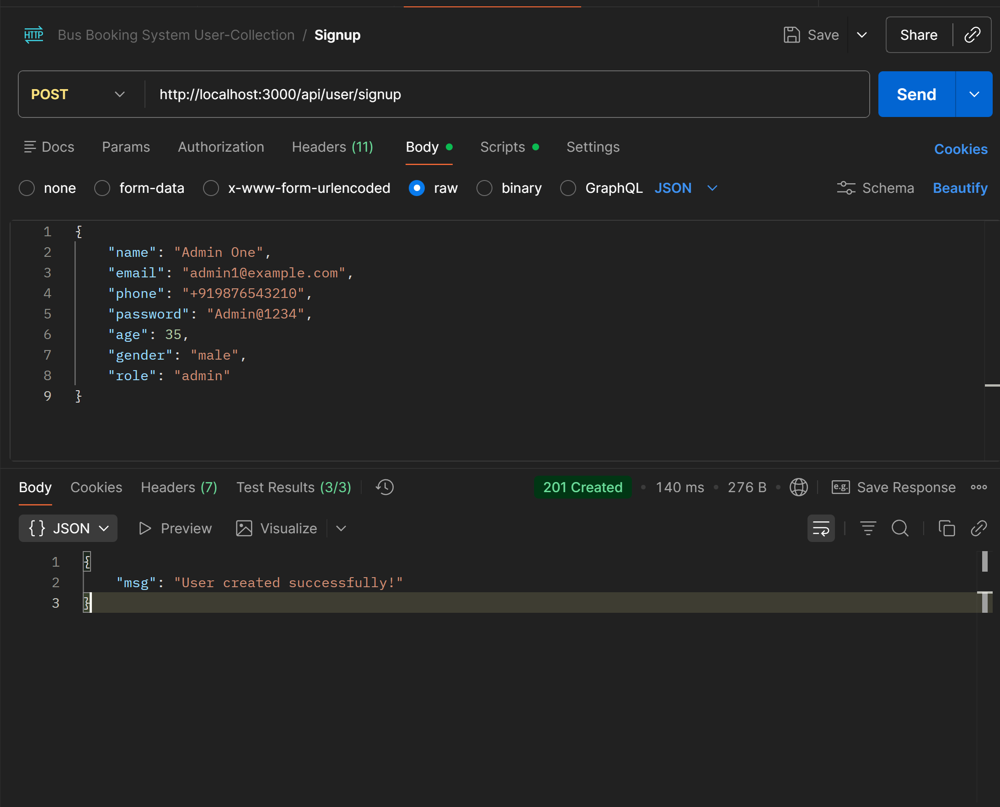 HTTP Bus Booking System User-Collection / Signup Save Share
POST http://localhost:3000/api/user/signup Send
Docs Params Authorization Headers (11) Body Scripts Settings Cookies
none form-data x-www-form-urlencoded raw binary GraphQL JSON Schema Beautify
1 {
2 "name": "Admin One",
3 "email": "admin1@example.com",
4 "phone": "+919876543210",
5 "password": "Admin@1234",
6 "age": 35,
7 "gender": "male",
8 "role": "admin"
9 }
Body Cookies Headers (7) Test Results (3/3) 201 Created • 140 ms • 276 B • e.g. Save Response
{} JSON Preview Visualize
1 {
2 "msg": "User created successfully!"
3 }